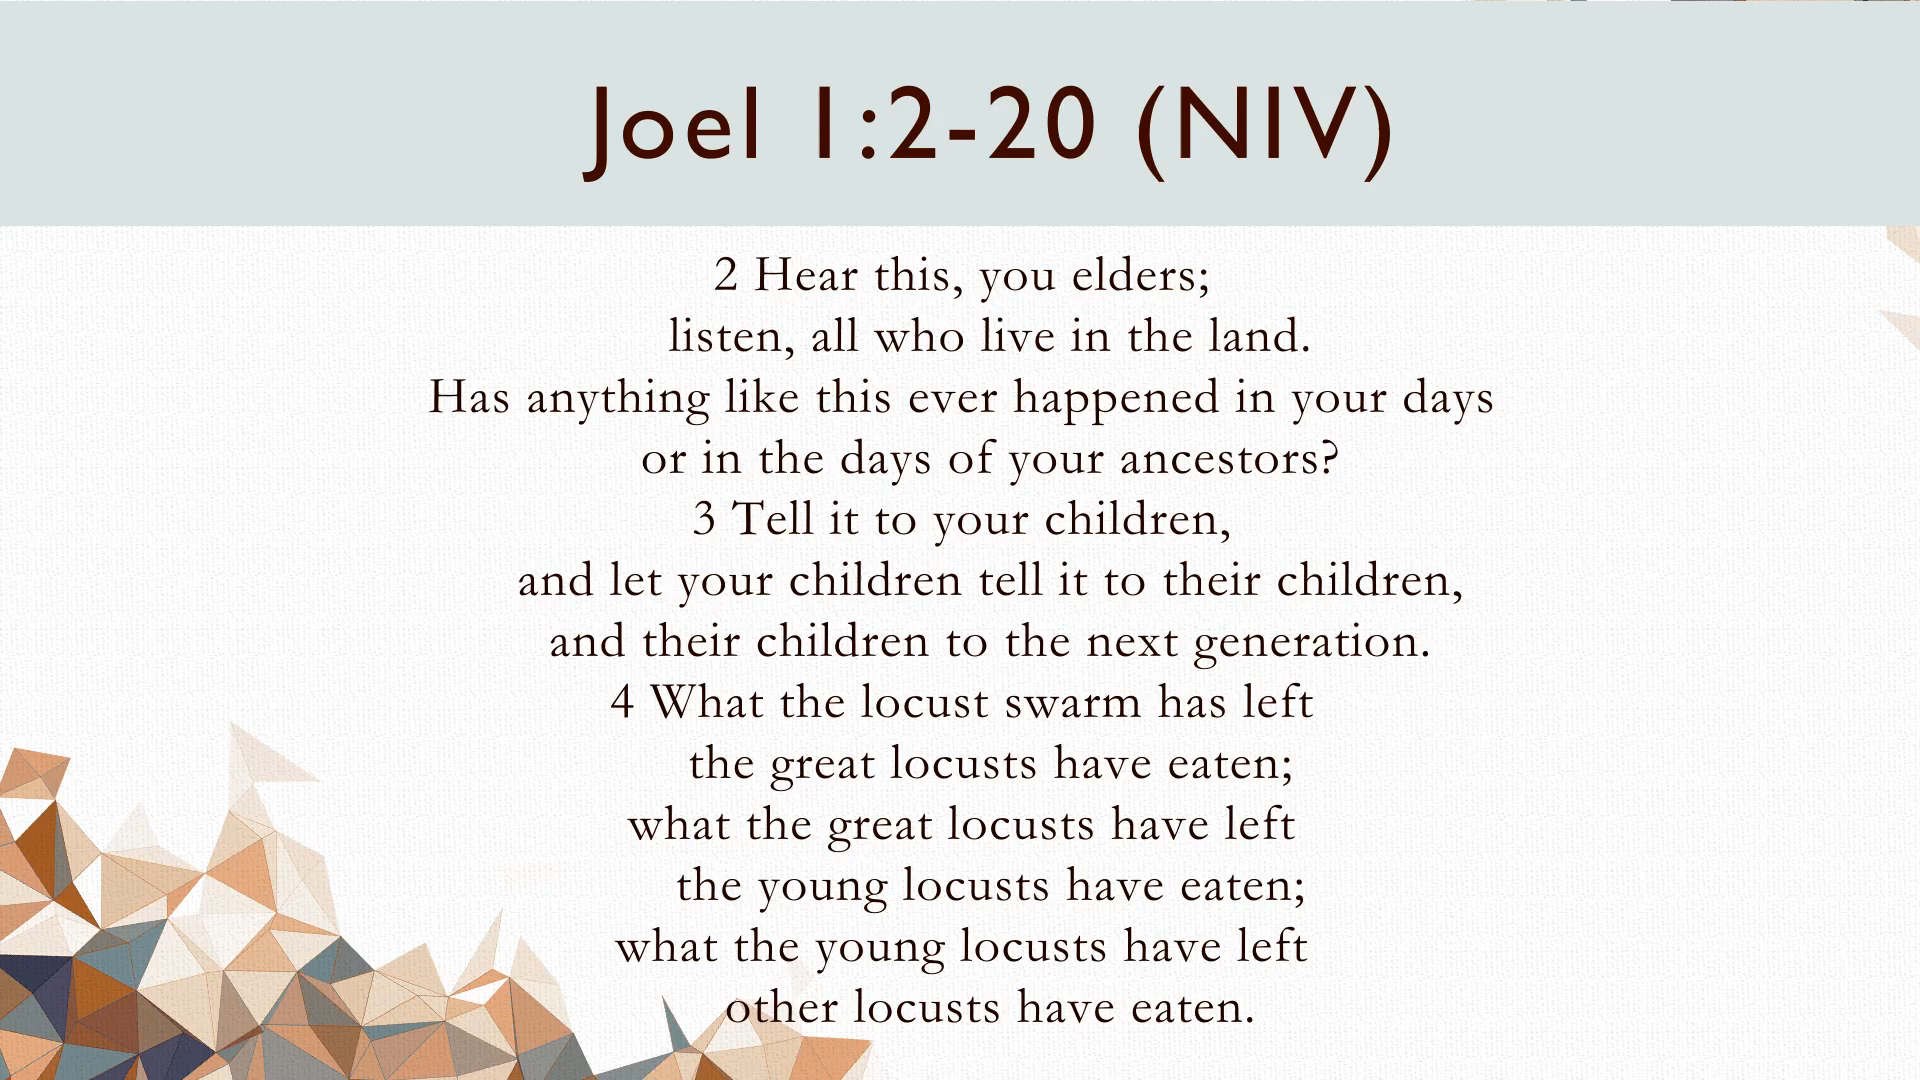 Joel 1:2-20 (NIV)
2 Hear this, you elders;
listen, all who live in the land.
Has anything like this ever happened in your days
or in the days of your ancestors?
3 Tell it to your children,
and let your children tell it to their children,
and their children to the next generation.
4 What the locust swarm has left
the great locusts have eaten;
what the great locusts have left
the young locusts have eaten;
what the young locusts have left
other locusts have eaten.